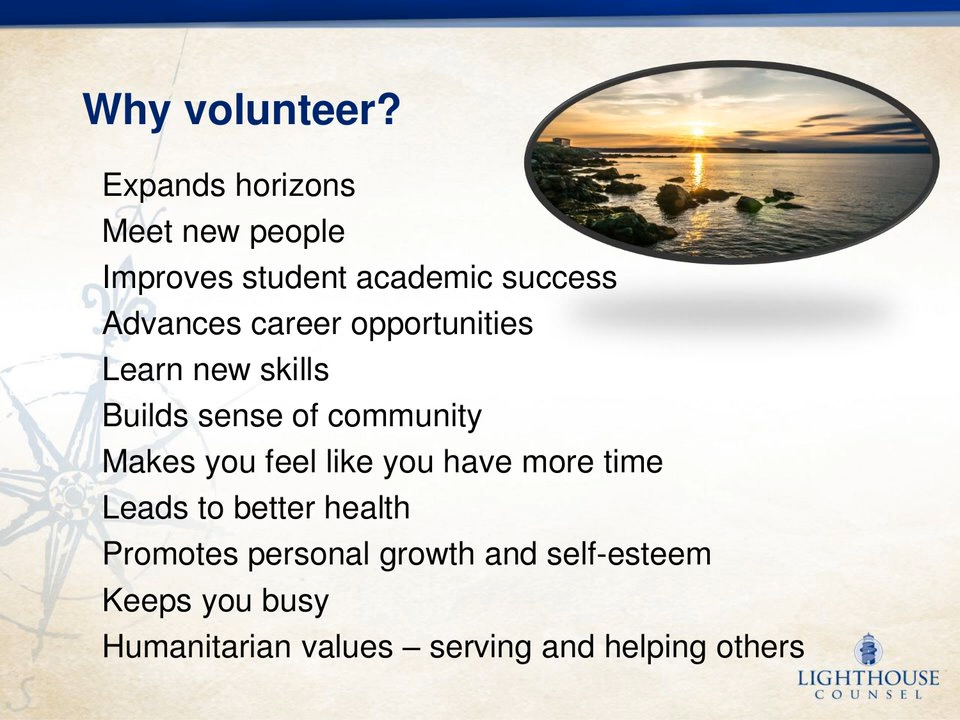 Why volunteer?
Expands horizons
Meet new people
Improves student academic success
Advances career opportunities
Learn new skills
Builds sense of community
Makes you feel like you have more time
Leads to better health
Promotes personal growth and self-esteem
Keeps you busy
Humanitarian values – serving and helping others
LIGHTHOUSE
COUNSEL
N
S